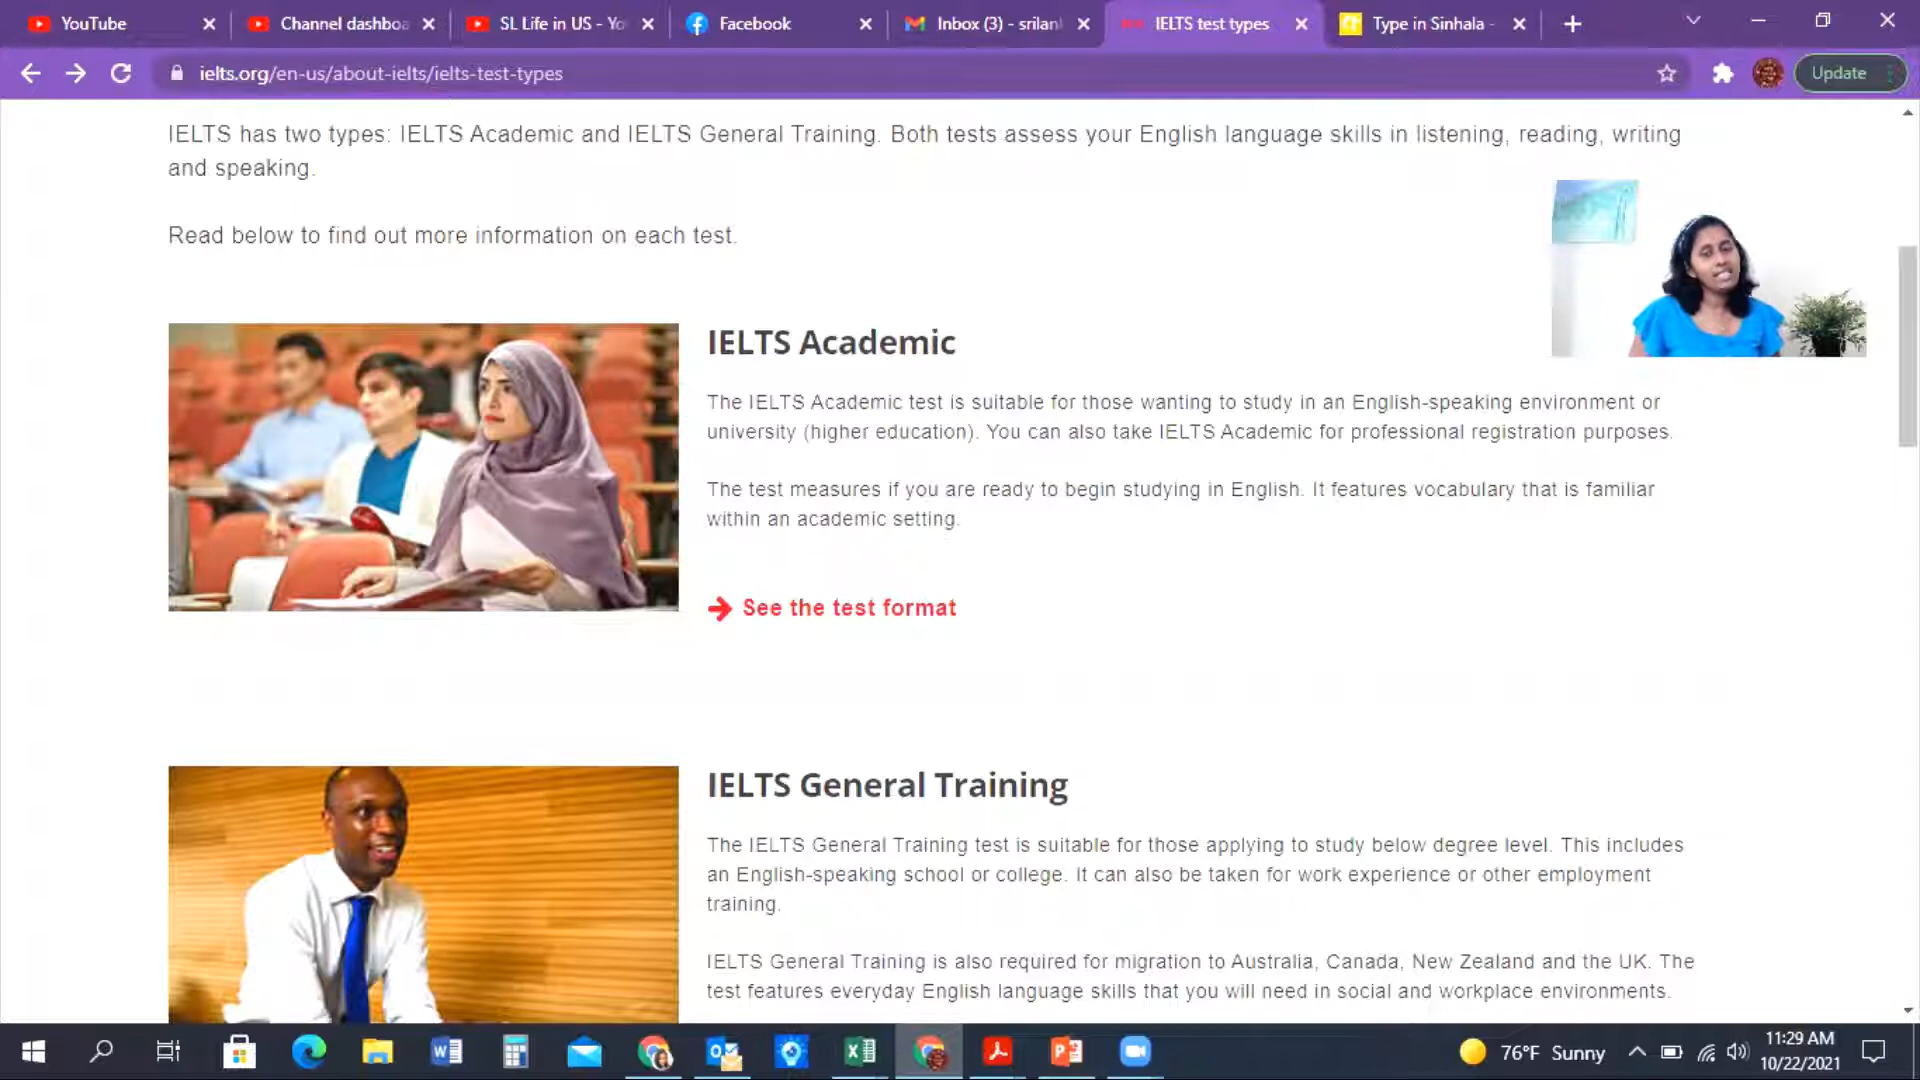 YouTube
Channel dashboa
SL Life in US - Yo
Facebook
Inbox (3) - srilan
IELTS test types
Type in Sinhala -
ielts.org/en-us/about-ielts/ielts-test-types
Update
IELTS has two types: IELTS Academic and IELTS General Training. Both tests assess your English language skills in listening, reading, writing
and speaking.
Read below to find out more information on each test.
IELTS Academic
The IELTS Academic test is suitable for those wanting to study in an English-speaking environment or
university (higher education). You can also take IELTS Academic for professional registration purposes.
The test measures if you are ready to begin studying in English. It features vocabulary that is familiar
within an academic setting.
See the test format
IELTS General Training
The IELTS General Training test is suitable for those applying to study below degree level. This includes
an English-speaking school or college. It can also be taken for work experience or other employment
training.
IELTS General Training is also required for migration to Australia, Canada, New Zealand and the UK. The
test features everyday English language skills that you will need in social and workplace environments.
76°F Sunny
11:29 AM
10/22/2021